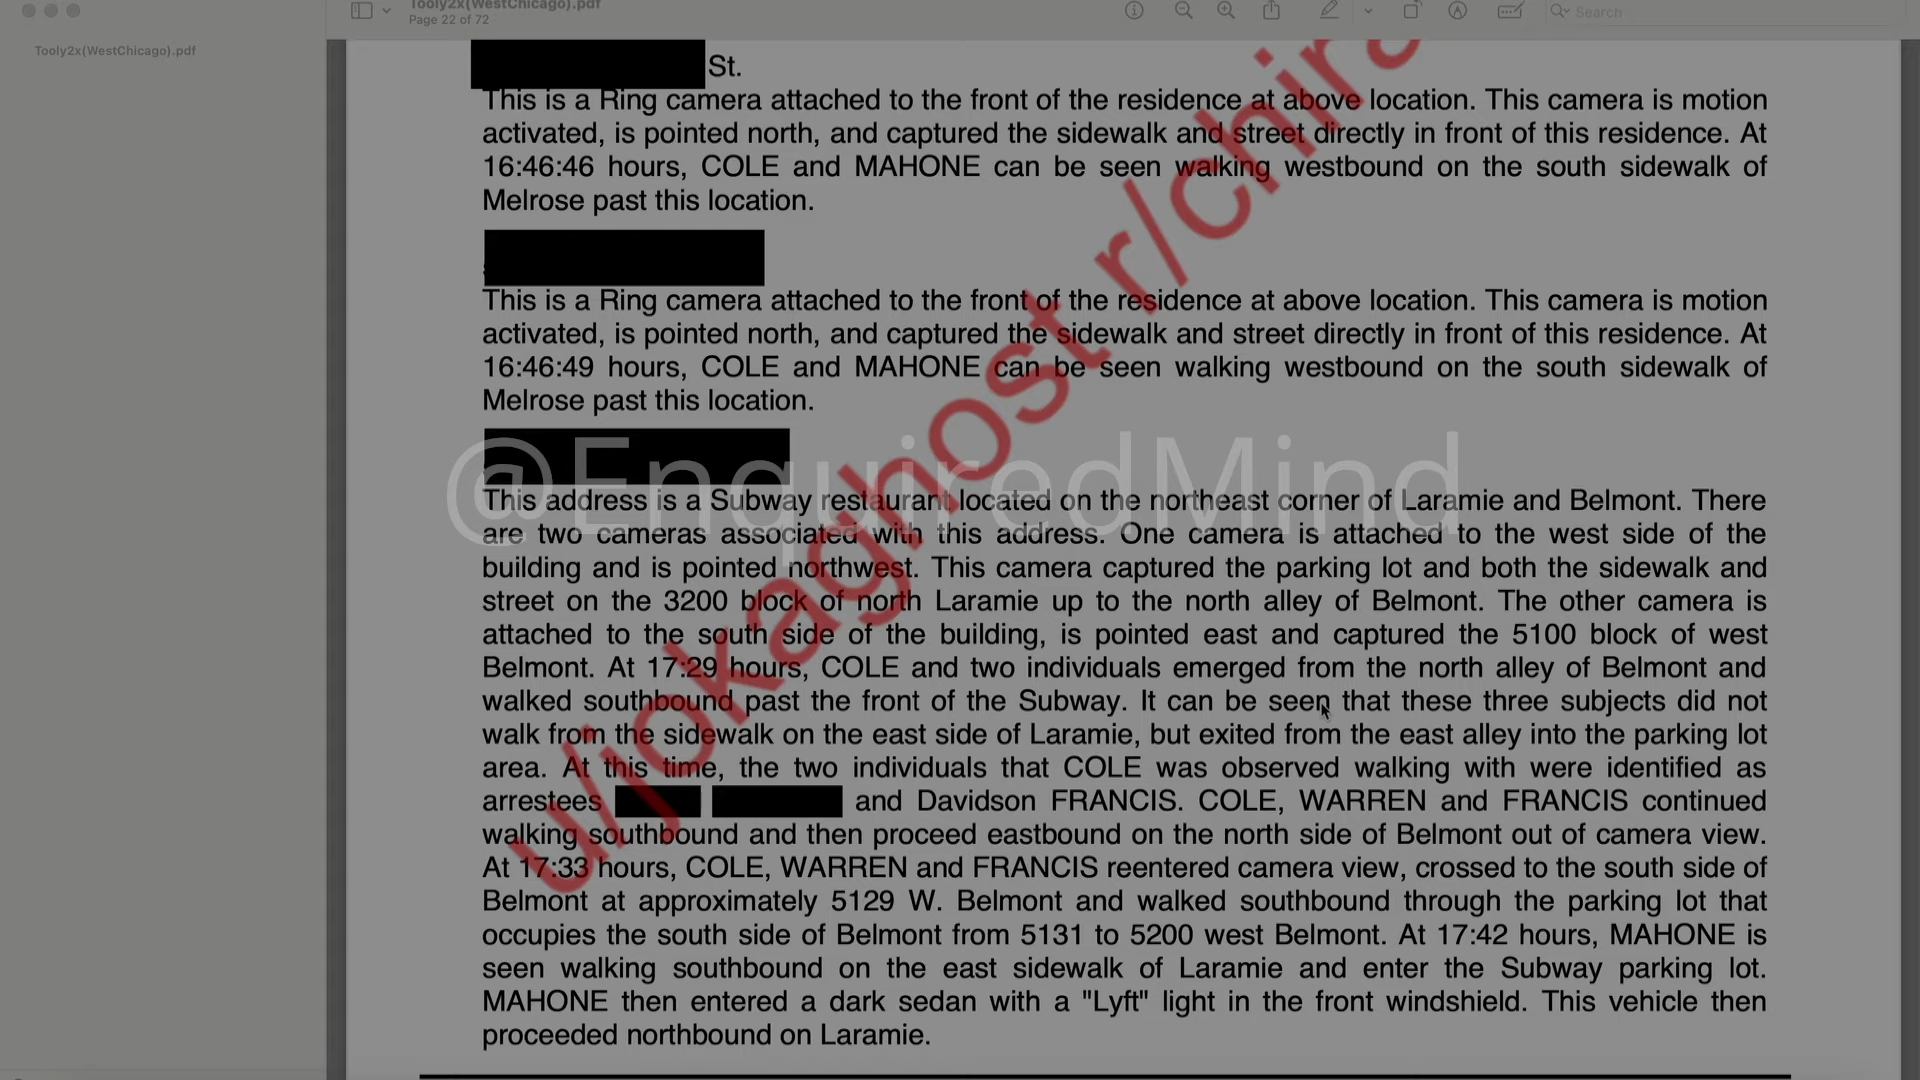 Tooly2x(WestChicago).pdf
Page 22 of 72
Search
Tooly2x(WestChicago).pdf
St.
This is a Ring camera attached to the front of the residence at above location. This camera is motion
activated, is pointed north, and captured the sidewalk and street directly in front of this residence. At
16:46:46 hours, COLE and MAHONE can be seen walking westbound on the south sidewalk of
Melrose past this location.
This is a Ring camera attached to the front of the residence at above location. This camera is motion
activated, is pointed north, and captured the sidewalk and street directly in front of this residence. At
16:46:49 hours, COLE and MAHONE can be seen walking westbound on the south sidewalk of
Melrose past this location.
@EnquiredMind
This address is a Subway restaurant located on the northeast corner of Laramie and Belmont. There
are two cameras associated with this address. One camera is attached to the west side of the
building and is pointed northwest. This camera captured the parking lot and both the sidewalk and
street on the 3200 block of north Laramie up to the north alley of Belmont. The other camera is
attached to the south side of the building, is pointed east and captured the 5100 block of west
Belmont. At 17:29 hours, COLE and two individuals emerged from the north alley of Belmont and
walked southbound past the front of the Subway. It can be seen that these three subjects did not
walk from the sidewalk on the east side of Laramie, but exited from the east alley into the parking lot
area. At this time, the two individuals that COLE was observed walking with were identified as
arrestees and Davidson FRANCIS. COLE, WARREN and FRANCIS continued
walking southbound and then proceed eastbound on the north side of Belmont out of camera view.
At 17:33 hours, COLE, WARREN and FRANCIS reentered camera view, crossed to the south side of
Belmont at approximately 5129 W. Belmont and walked southbound through the parking lot that
occupies the south side of Belmont from 5131 to 5200 west Belmont. At 17:42 hours, MAHONE is
seen walking southbound on the east sidewalk of Laramie and enter the Subway parking lot.
MAHONE then entered a dark sedan with a "Lyft" light in the front windshield. This vehicle then
proceeded northbound on Laramie.
u/jokaghost r/chira